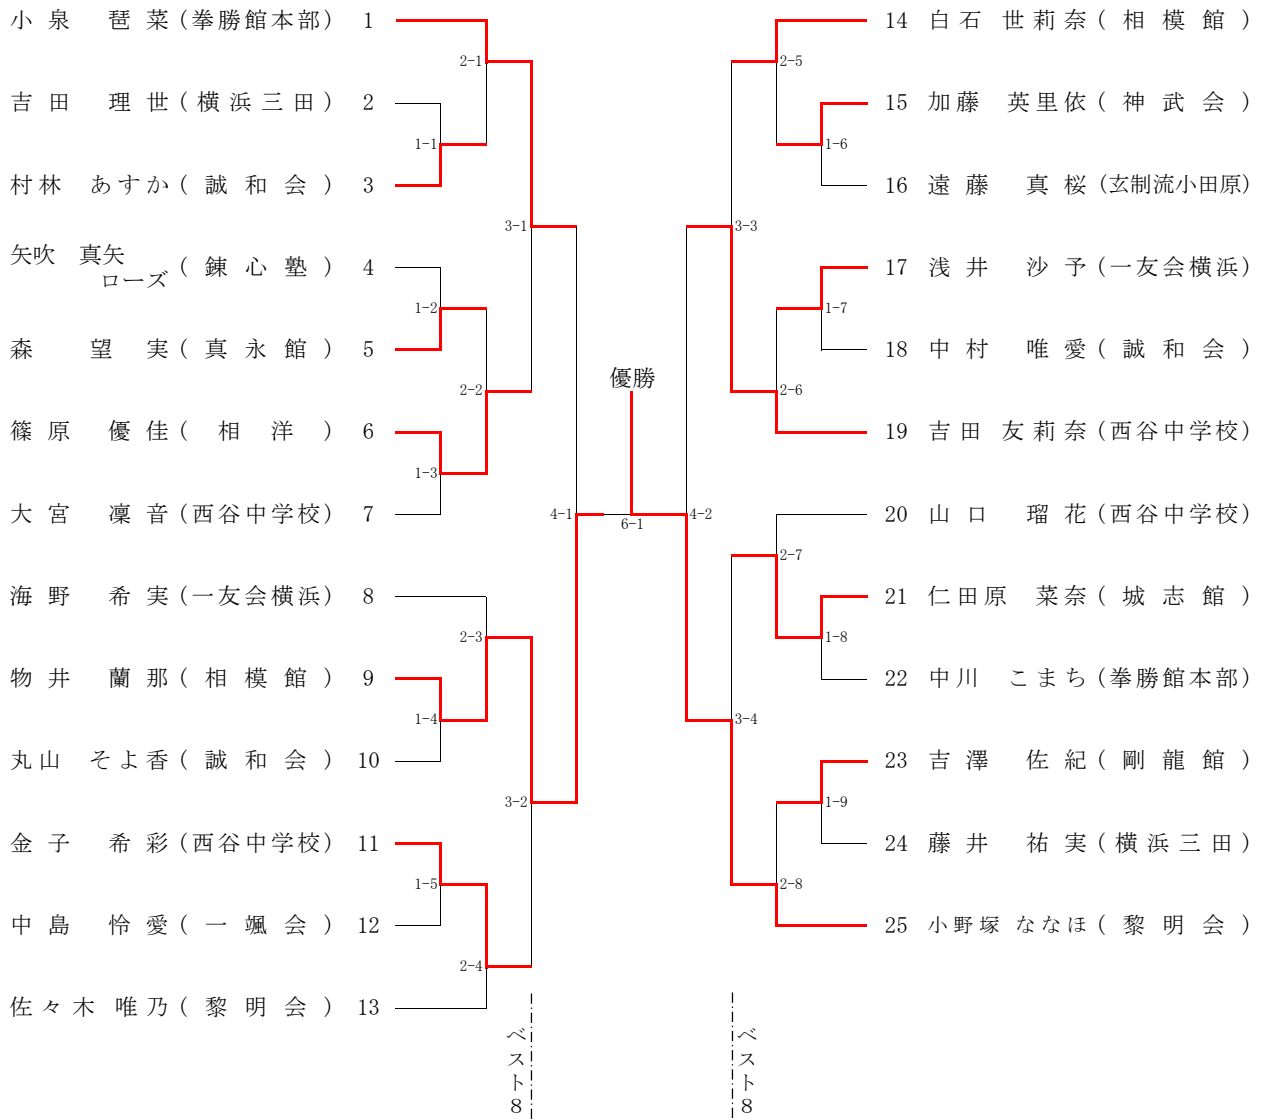 小泉 琶菜(拳勝館本部) 1
吉田 理世(横浜三田) 2
村林 あすか(誠和会) 3
矢吹 真矢
ローズ (錬心塾) 4
森 望実(真永館) 5
篠原 優佳(相洋) 6
大宮 凜音(西谷中学校) 7
海野 希実(一友会横浜) 8
物井 蘭那(相模館) 9
丸山 そよ香(誠和会) 10
金子 希彩(西谷中学校) 11
中島 怜愛(一颯会) 12
佐々木 唯乃(黎明会) 13
2-1
1-1
3-1
1-2
2-2
1-3
4-1
2-3
1-4
3-2
1-5
2-4
ベスト8
優勝
6-1
2-5
1-6
3-3
1-7
2-6
4-2
2-7
1-8
3-4
1-9
2-8
ベスト8
14 白石 世莉奈(相模館)
15 加藤 英里依(神武会)
16 遠藤 真桜(玄制流小田原)
17 浅井 沙予(一友会横浜)
18 中村 唯愛(誠和会)
19 吉田 友莉奈(西谷中学校)
20 山口 瑠花(西谷中学校)
21 仁田原 菜奈(城志館)
22 中川 こまち(拳勝館本部)
23 吉澤 佐紀(剛龍館)
24 藤井 祐実(横浜三田)
25 小野塚 ななほ(黎明会)